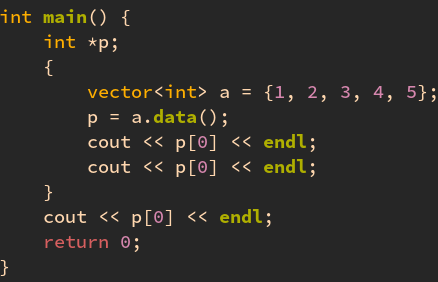 int main() {
    int *p;
    {
        vector<int> a = {1, 2, 3, 4, 5};
        p = a.data();
        cout << p[0] << endl;
        cout << p[0] << endl;
    }
    cout << p[0] << endl;
    return 0;
}